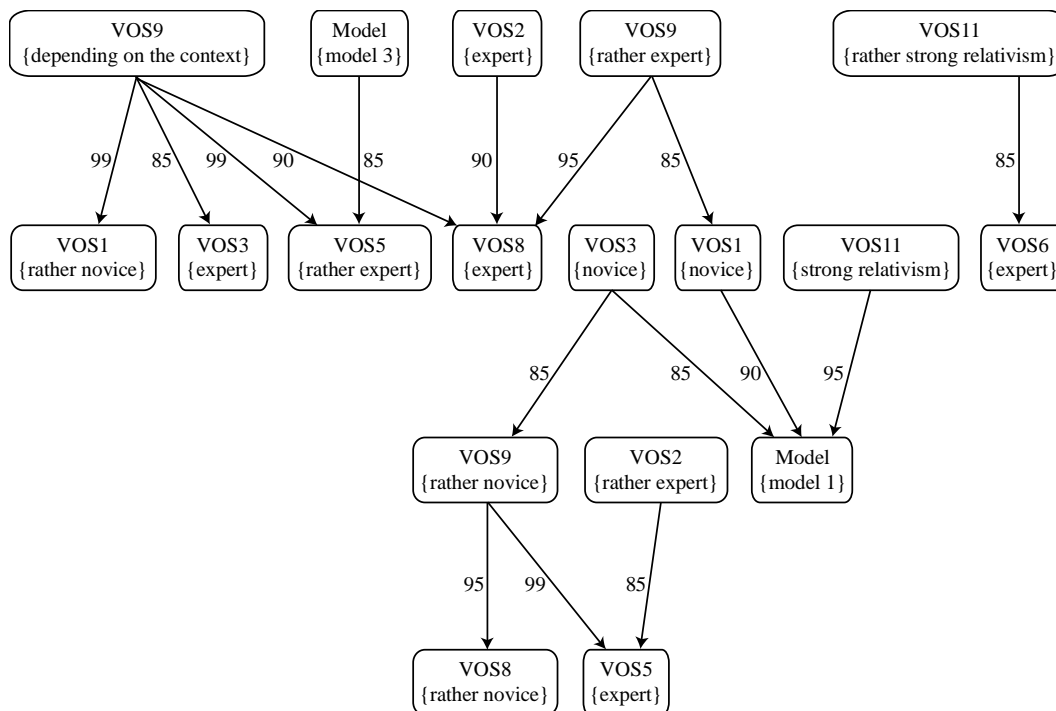 VOS9
{depending on the context}
Model
{model 3}
VOS2
{expert}
VOS9
{rather expert}
VOS11
{rather strong relativism}
99
85
99
90
85
90
95
85
85
VOS1
{rather novice}
VOS3
{expert}
VOS5
{rather expert}
VOS8
{expert}
VOS3
{novice}
VOS1
{novice}
VOS11
{strong relativism}
VOS6
{expert}
85
85
90
95
VOS9
{rather novice}
VOS2
{rather expert}
Model
{model 1}
95
99
85
VOS8
{rather novice}
VOS5
{expert}